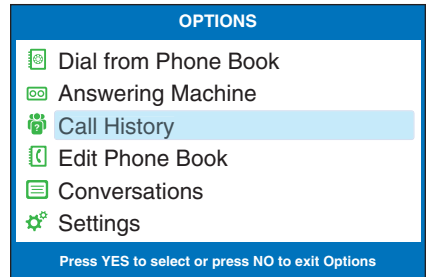 OPTIONS
Dial from Phone Book
Answering Machine
Call History
Edit Phone Book
Conversations
Settings
Press YES to select or press NO to exit Options